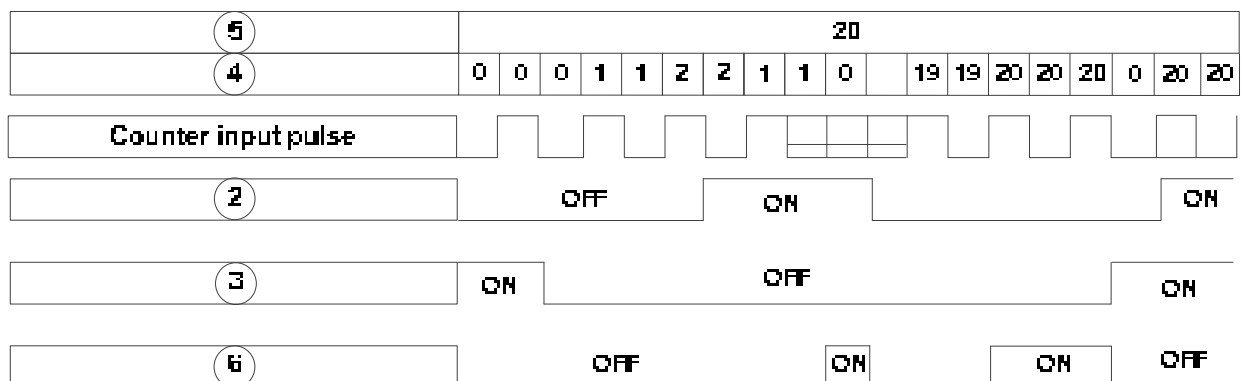 5 20
4 0 0 0 1 1 2 2 1 1 0 19 19 20 20 20 0 20 20
Counter input pulse
2 OFF ON ON
3 ON OFF ON
6 OFF ON ON OFF